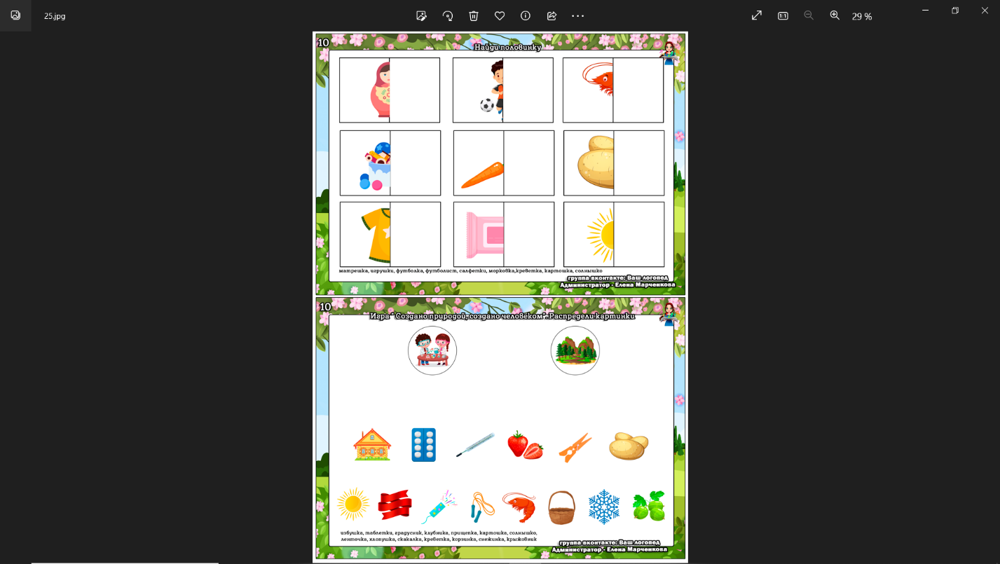 25.jpg
29 %
10
Найди половинку
матрешка, игрушки, футболка, футболист, салфетки, морковка,креветка, картошка, солнышко
группа вконтакте: Ваш логопед
Администратор - Елена Марченкова
10
Игра " Создано природой, создано человеком". Распредели картинки
избушка, таблетки, градусник, клубника, прищепка, картошка, солнышко,
ленточка, хлопушка, скакалка, креветка, корзинка, снежинка, крыжовник
группа вконтакте: Ваш логопед
Администратор - Елена Марченкова